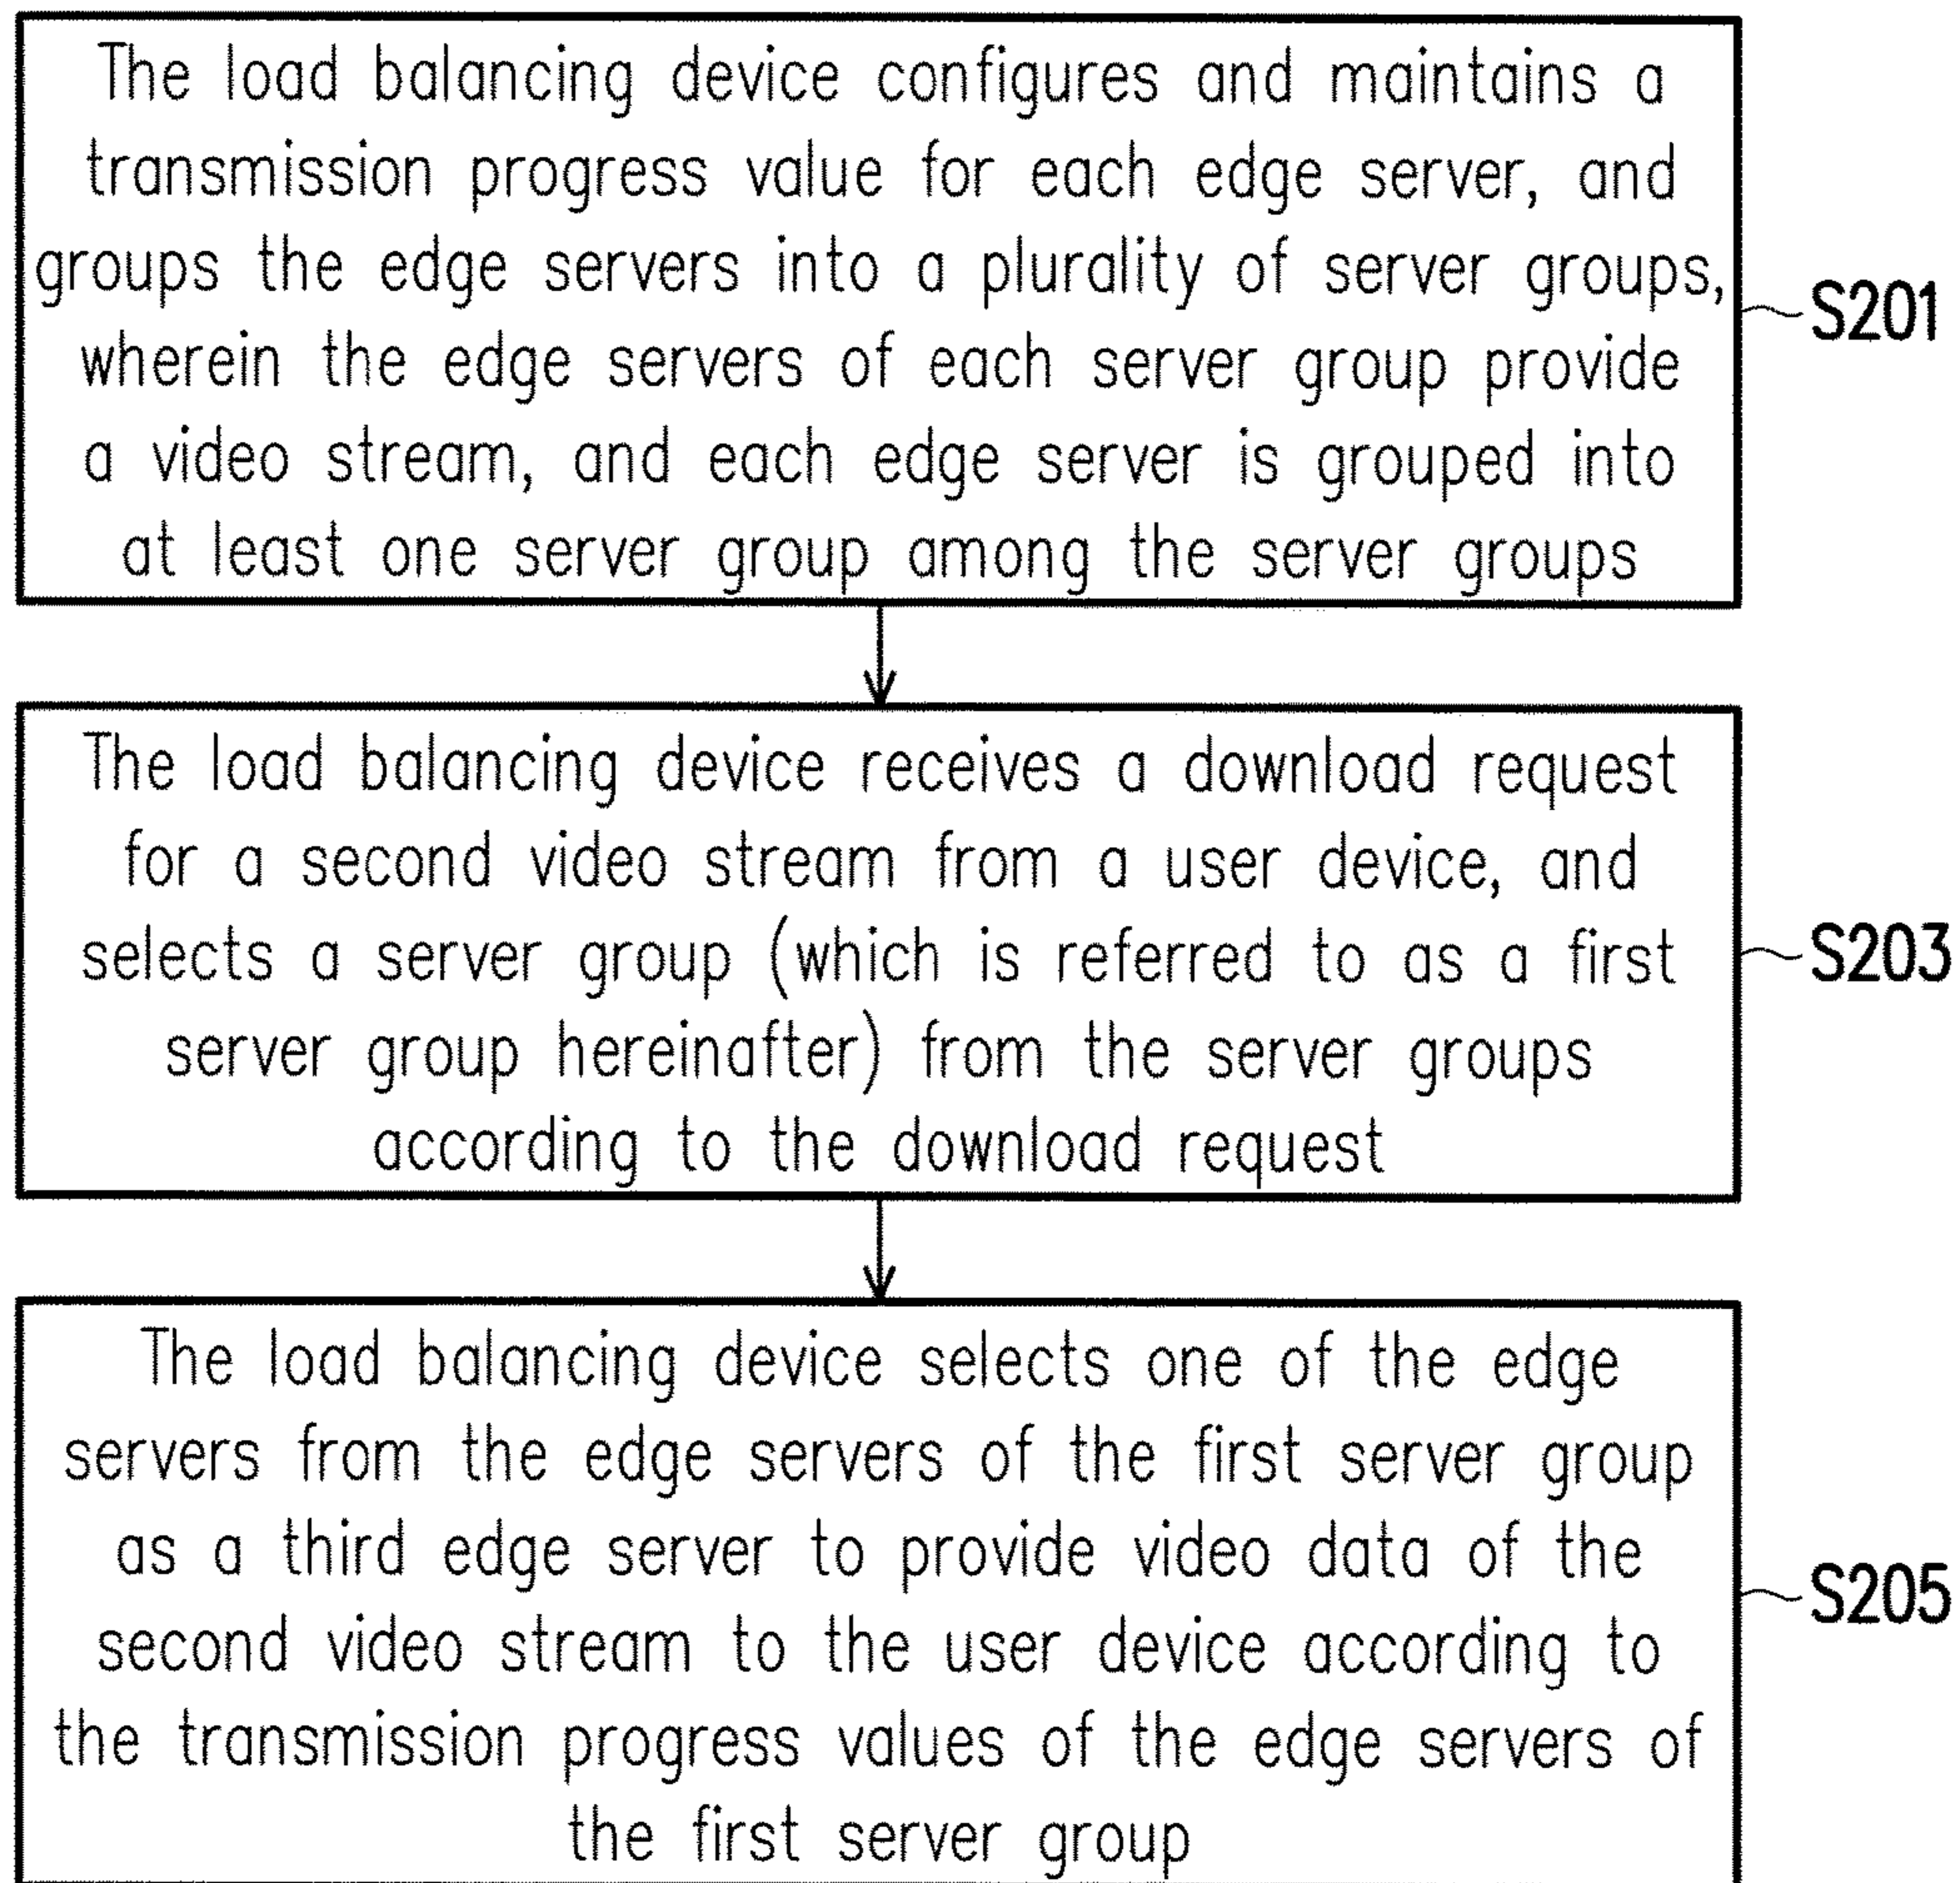 The load balancing device configures and maintains a
transmission progress value for each edge server, and
groups the edge servers into a plurality of server groups,
wherein the edge servers of each server group provide
a video stream, and each edge server is grouped into
at least one server group among the server groups
S201
The load balancing device receives a download request
for a second video stream from a user device, and
selects a server group (which is referred to as a first
server group hereinafter) from the server groups
according to the download request
S203
The load balancing device selects one of the edge
servers from the edge servers of the first server group
as a third edge server to provide video data of the
second video stream to the user device according to
the transmission progress values of the edge servers of
the first server group
S205